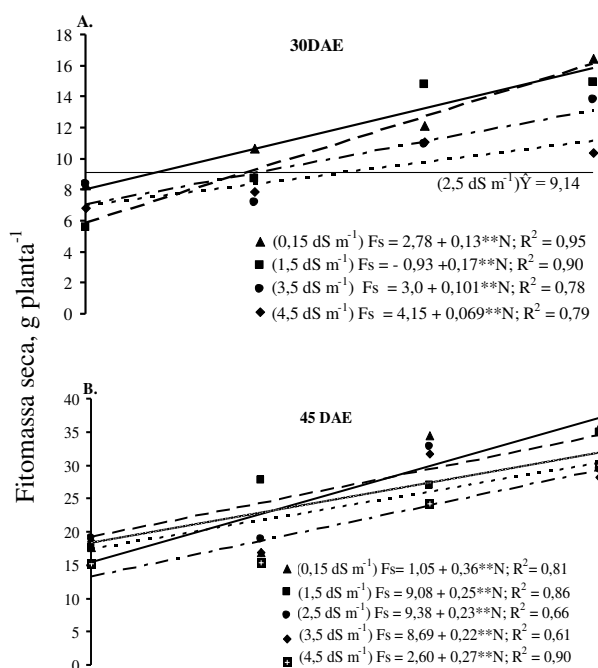 Fitomassa seca, g planta⁻¹
A.
30DAE
18
16
14
12
10
8
6
4
2
0
(2,5 dS m⁻¹)Ŷ = 9,14
(0,15 dS m⁻¹) Fs = 2,78 + 0,13**N; R² = 0,95
(1,5 dS m⁻¹) Fs = - 0,93 +0,17**N; R² = 0,90
(3,5 dS m⁻¹) Fs = 3,0 + 0,101**N; R² = 0,78
(4,5 dS m⁻¹) Fs = 4,15 + 0,069**N; R² = 0,79
B.
45 DAE
40
35
30
25
20
15
10
5
0
(0,15 dS m⁻¹) Fs= 1,05 + 0,36**N; R²= 0,81
(1,5 dS m⁻¹) Fs = 9,08 + 0,25**N; R² = 0,86
(2,5 dS m⁻¹) Fs = 9,38 + 0,23**N; R² = 0,66
(3,5 dS m⁻¹) Fs = 8,69 + 0,22**N; R² = 0,61
(4,5 dS m⁻¹) Fs = 2,60 + 0,27**N; R² = 0,90